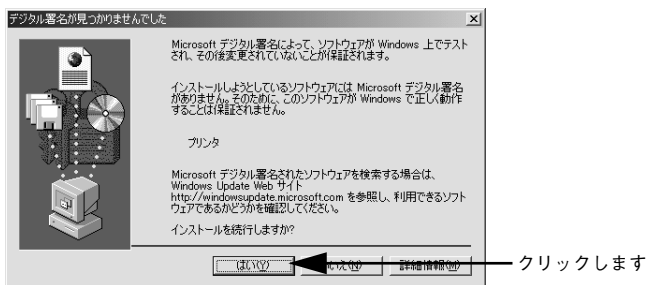 デジタル署名が見つかりませんでした
Microsoft デジタル署名によって、ソフトウェアが Windows 上でテスト
され、その後変更されていないことが保証されます。
インストールしようとしているソフトウェアには Microsoft デジタル署名
がありません。そのために、このソフトウェアが Windows で正しく動作
することは保証されません。
プリンタ
Microsoft デジタル署名されたソフトウェアを検索する場合は、
Windows Update Web サイト
http://windowsupdate.microsoft.com を参照し、利用できるソフト
ウェアであるかどうかを確認してください。
インストールを続行しますか?
はい(Y) いいえ(N) 詳細情報(M) クリックします